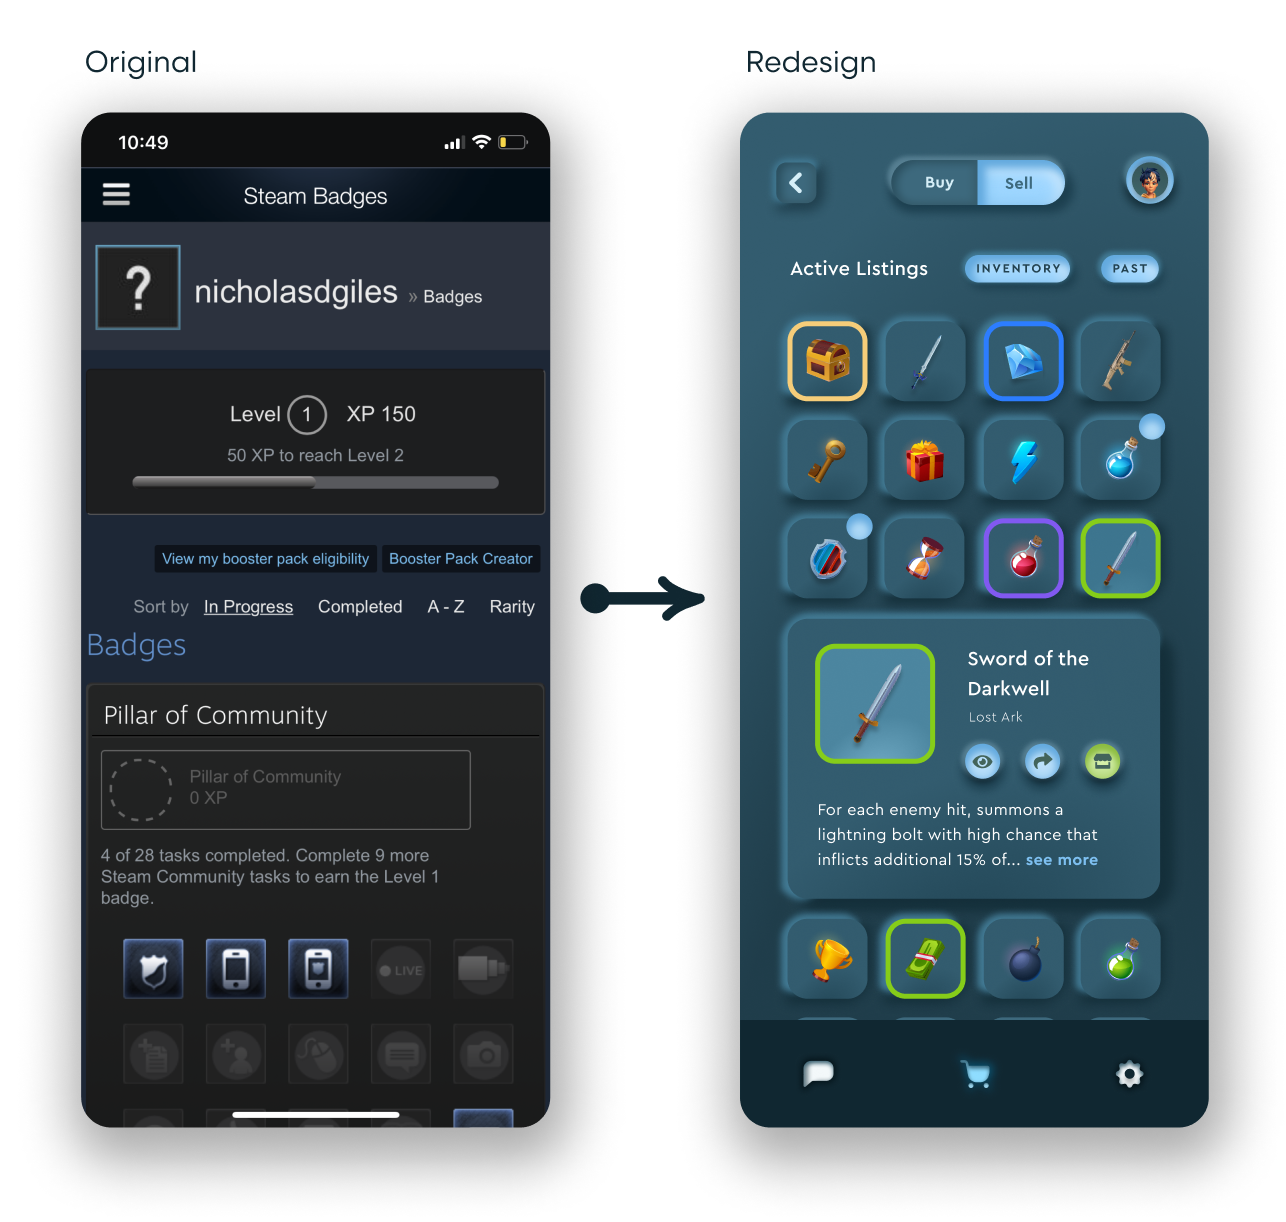 Original
Redesign
10:49
Steam Badges
?
nicholasdgiles » Badges
Level 1 XP 150
50 XP to reach Level 2
View my booster pack eligibility
Booster Pack Creator
Sort by In Progress Completed A - Z Rarity
Badges
Pillar of Community
Pillar of Community
0 XP
4 of 28 tasks completed. Complete 9 more
Steam Community tasks to earn the Level 1
badge.
LIVE
Buy Sell
Active Listings INVENTORY PAST
Sword of the
Darkwell
Lost Ark
For each enemy hit, summons a
lightning bolt with high chance that
inflicts additional 15% of... see more